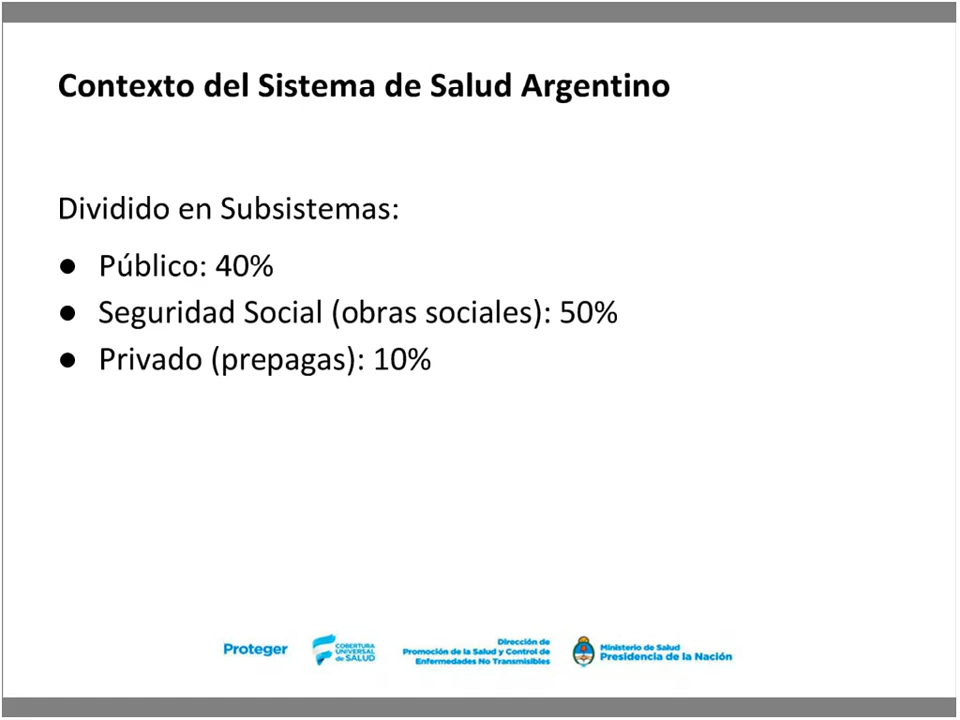 Contexto del Sistema de Salud Argentino
Dividido en Subsistemas:
● Público: 40%
● Seguridad Social (obras sociales): 50%
● Privado (prepagas): 10%
Proteger
COBERTURA
UNIVERSAL
de SALUD
Dirección de
Promoción de la Salud y Control de
Enfermedades No Transmisibles
Ministerio de Salud
Presidencia de la Nación